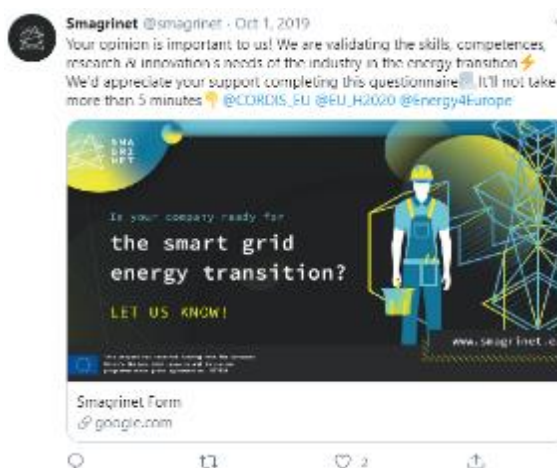 Smagrinet @smagrinet · Oct 1, 2019
Your opinion is important to us! We are validating the skills, competences,
research & innovation's needs of the industry in the energy transition⚡
We'd appreciate your support completing this questionnaire It'll not take
more than 5 minutes👇 @CORDIS_EU @EU_H2020 @Energy4Europe
SMA
GRI
NET
Is your company ready for
the smart grid
energy transition?
LET US KNOW!
www.smagrinet.e
Smagrinet Form
google.com
2